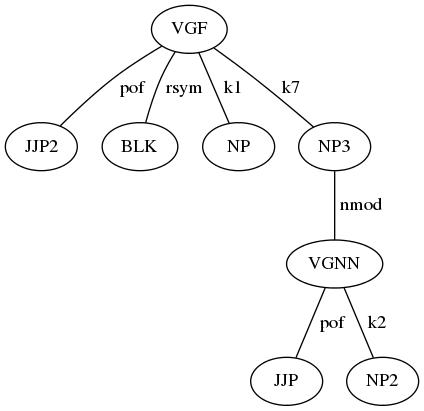 VGF
pof rsym k1 k7
JJP2 BLK NP NP3
nmod
VGNN
pof k2
JJP NP2